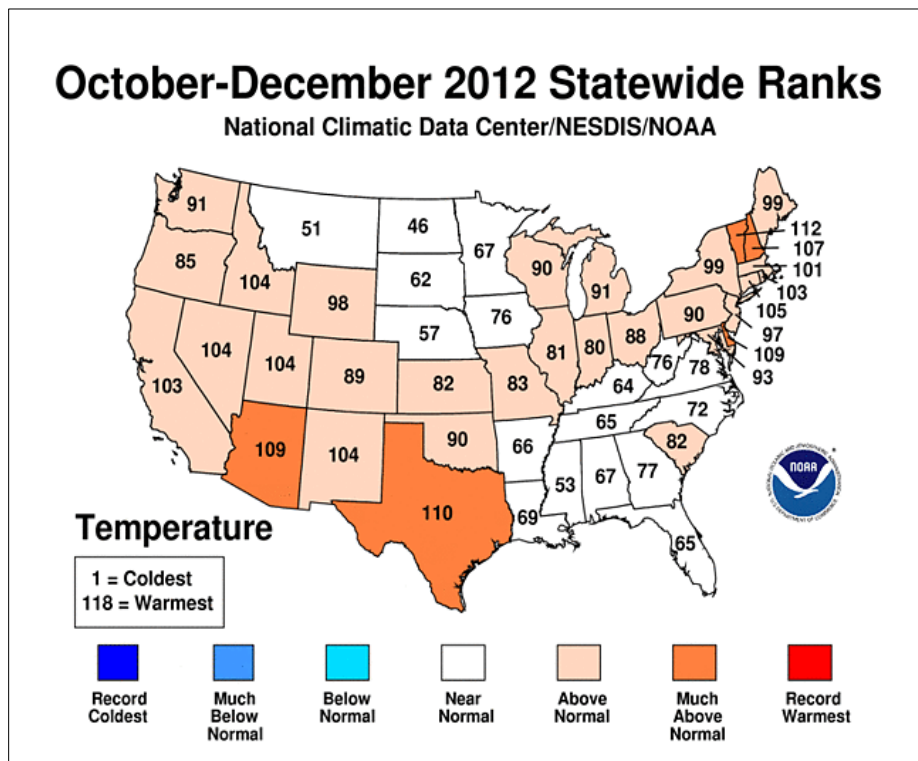 October-December 2012 Statewide Ranks
National Climatic Data Center/NESDIS/NOAA
91
51
46
67
99
112
107
85
104
98
62
90
91
99
101
103
105
57
76
90
97
109
93
104
104
89
82
83
81
80
88
76
78
103
64
72
109
104
90
66
65
82
110
69
53
67
77
65
NOAA
Temperature
1 = Coldest
118 = Warmest
Record
Coldest
Much
Below
Normal
Below
Normal
Near
Normal
Above
Normal
Much
Above
Normal
Record
Warmest